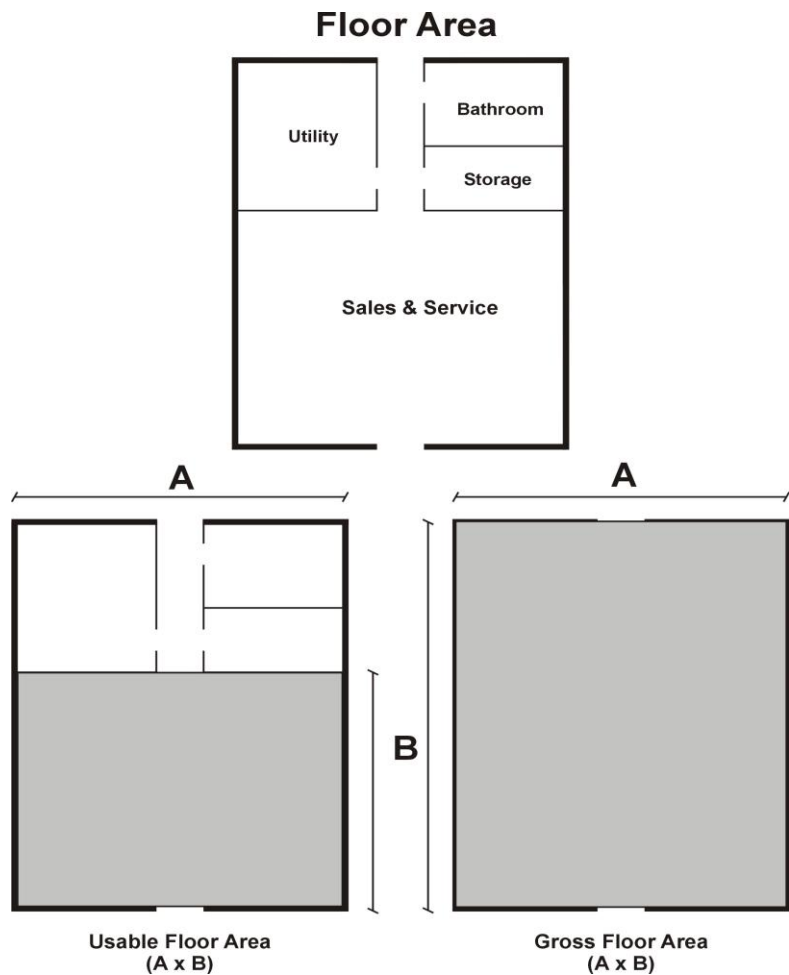 Floor Area
Utility
Bathroom
Storage
Sales & Service
A
A
B
Usable Floor Area
(A x B)
Gross Floor Area
(A x B)